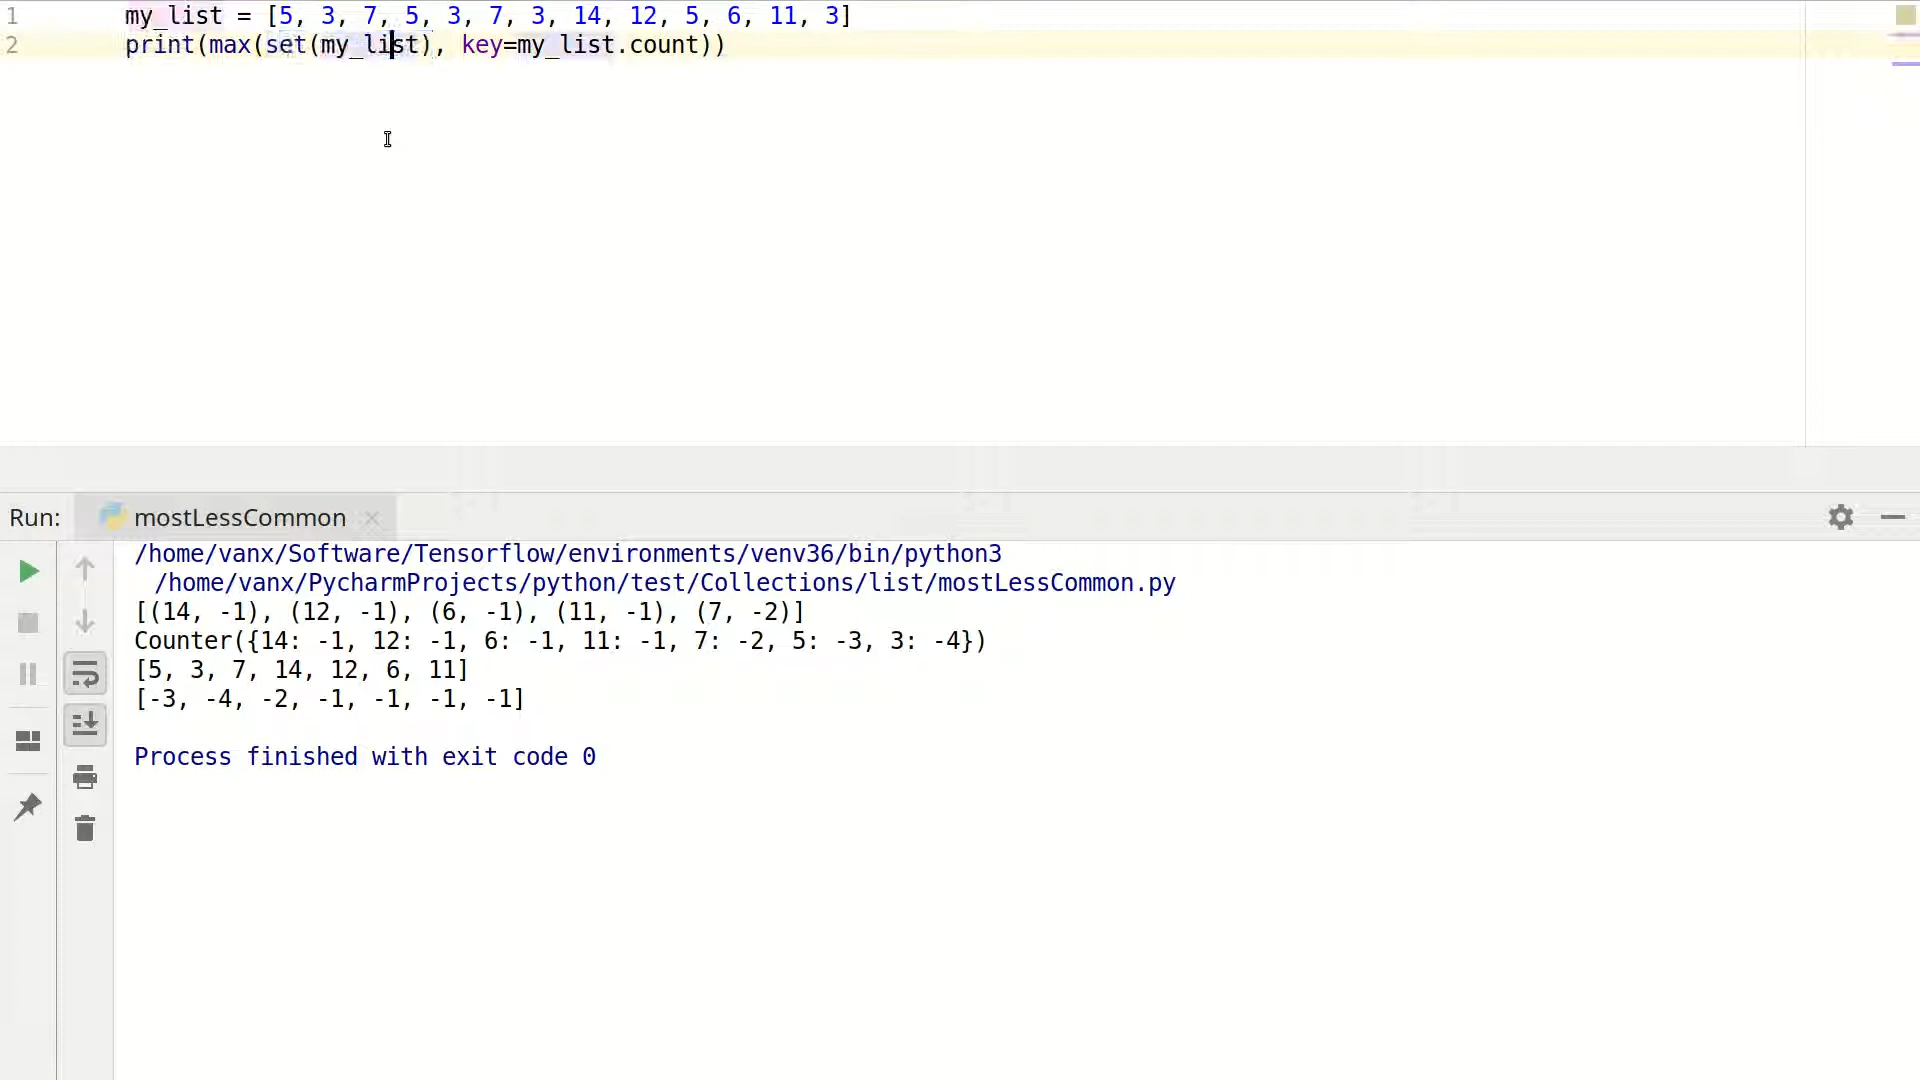 1 my_list = [5, 3, 7, 5, 3, 7, 3, 14, 12, 5, 6, 11, 3]
2 print(max(set(my_list), key=my_list.count))
Run: mostLessCommon
/home/vanx/Software/Tensorflow/environments/venv36/bin/python3
/home/vanx/PycharmProjects/python/test/Collections/list/mostLessCommon.py
[(14, -1), (12, -1), (6, -1), (11, -1), (7, -2)]
Counter({14: -1, 12: -1, 6: -1, 11: -1, 7: -2, 5: -3, 3: -4})
[5, 3, 7, 14, 12, 6, 11]
[-3, -4, -2, -1, -1, -1, -1]
Process finished with exit code 0